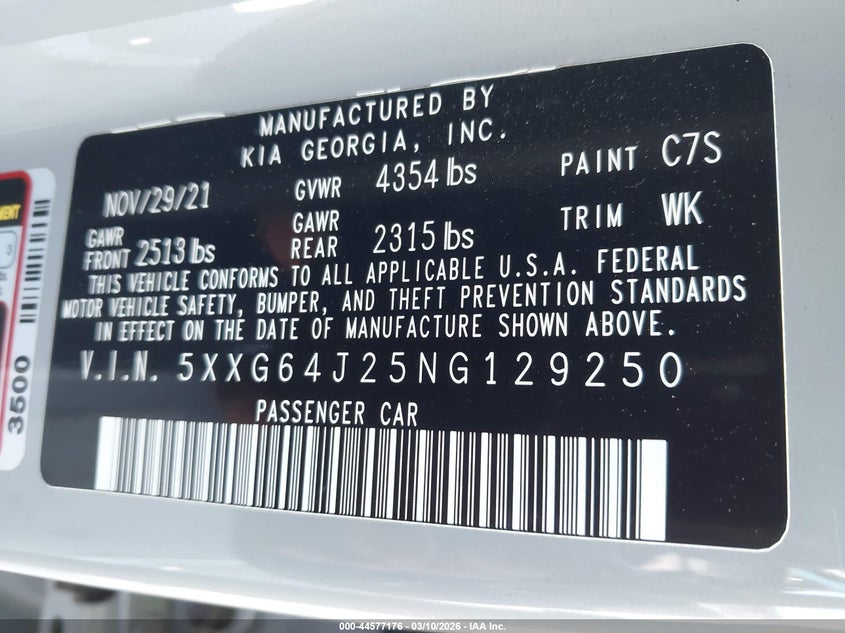 MANUFACTURED BY
KIA GEORGIA, INC.
NOV/29/21 GVWR 4354 lbs PAINT C7S
GAWR FRONT 2513 lbs GAWR REAR 2315 lbs TRIM WK
THIS VEHICLE CONFORMS TO ALL APPLICABLE U.S.A. FEDERAL
MOTOR VEHICLE SAFETY, BUMPER, AND THEFT PREVENTION STANDARDS
IN EFFECT ON THE DATE OF MANUFACTURE SHOWN ABOVE.
V.I.N. 5XXG64J25NG129250
PASSENGER CAR
3500
3
000-44577176 — 03/10/2026 — IAA Inc.